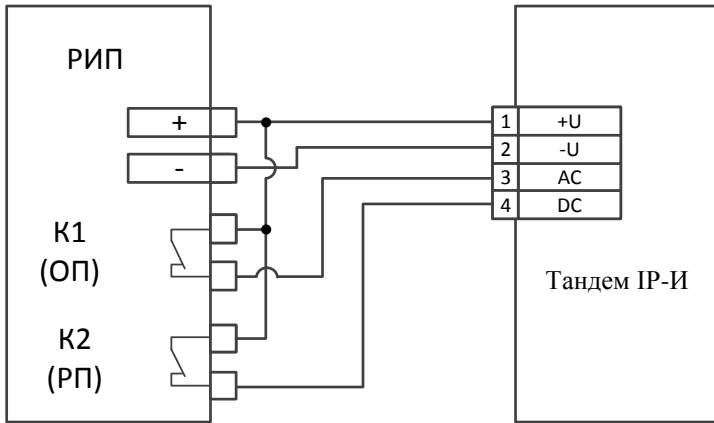 РИП
+
-
К1
(ОП)
К2
(РП)
1 +U
2 -U
3 AC
4 DC
Тандем IP-И